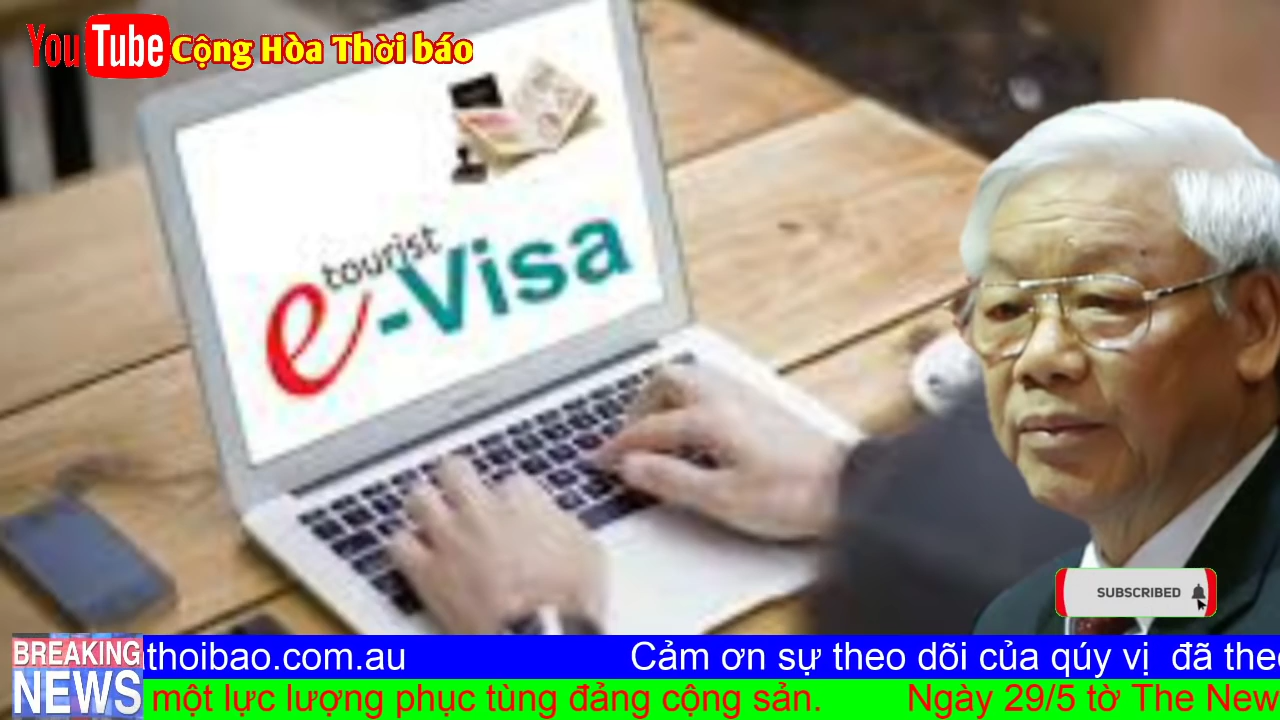 YouTube Cộng Hòa Thời báo
tourist
e-Visa
SUBSCRIBED
BREAKING
NEWS
thoibao.com.au Cảm ơn sự theo dõi của qúy vị đã theo
một lực lượng phục tùng đảng cộng sản. Ngày 29/5 tờ The New